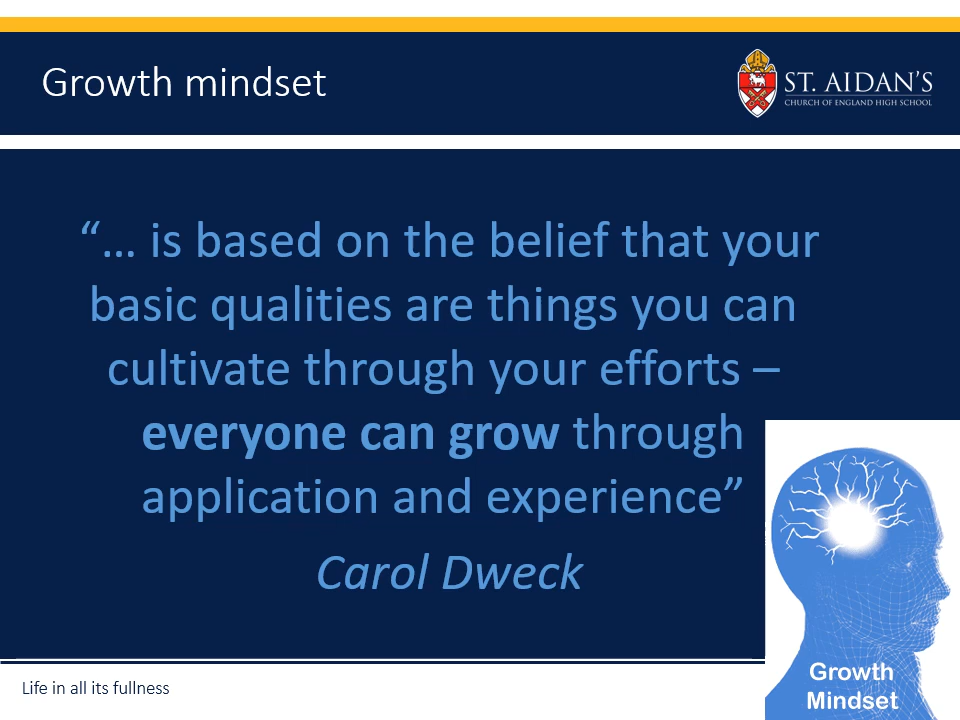 Growth mindset
ST. AIDAN'S
CHURCH OF ENGLAND HIGH SCHOOL
“… is based on the belief that your
basic qualities are things you can
cultivate through your efforts –
everyone can grow through
application and experience”
Carol Dweck
Growth
Mindset
Life in all its fullness